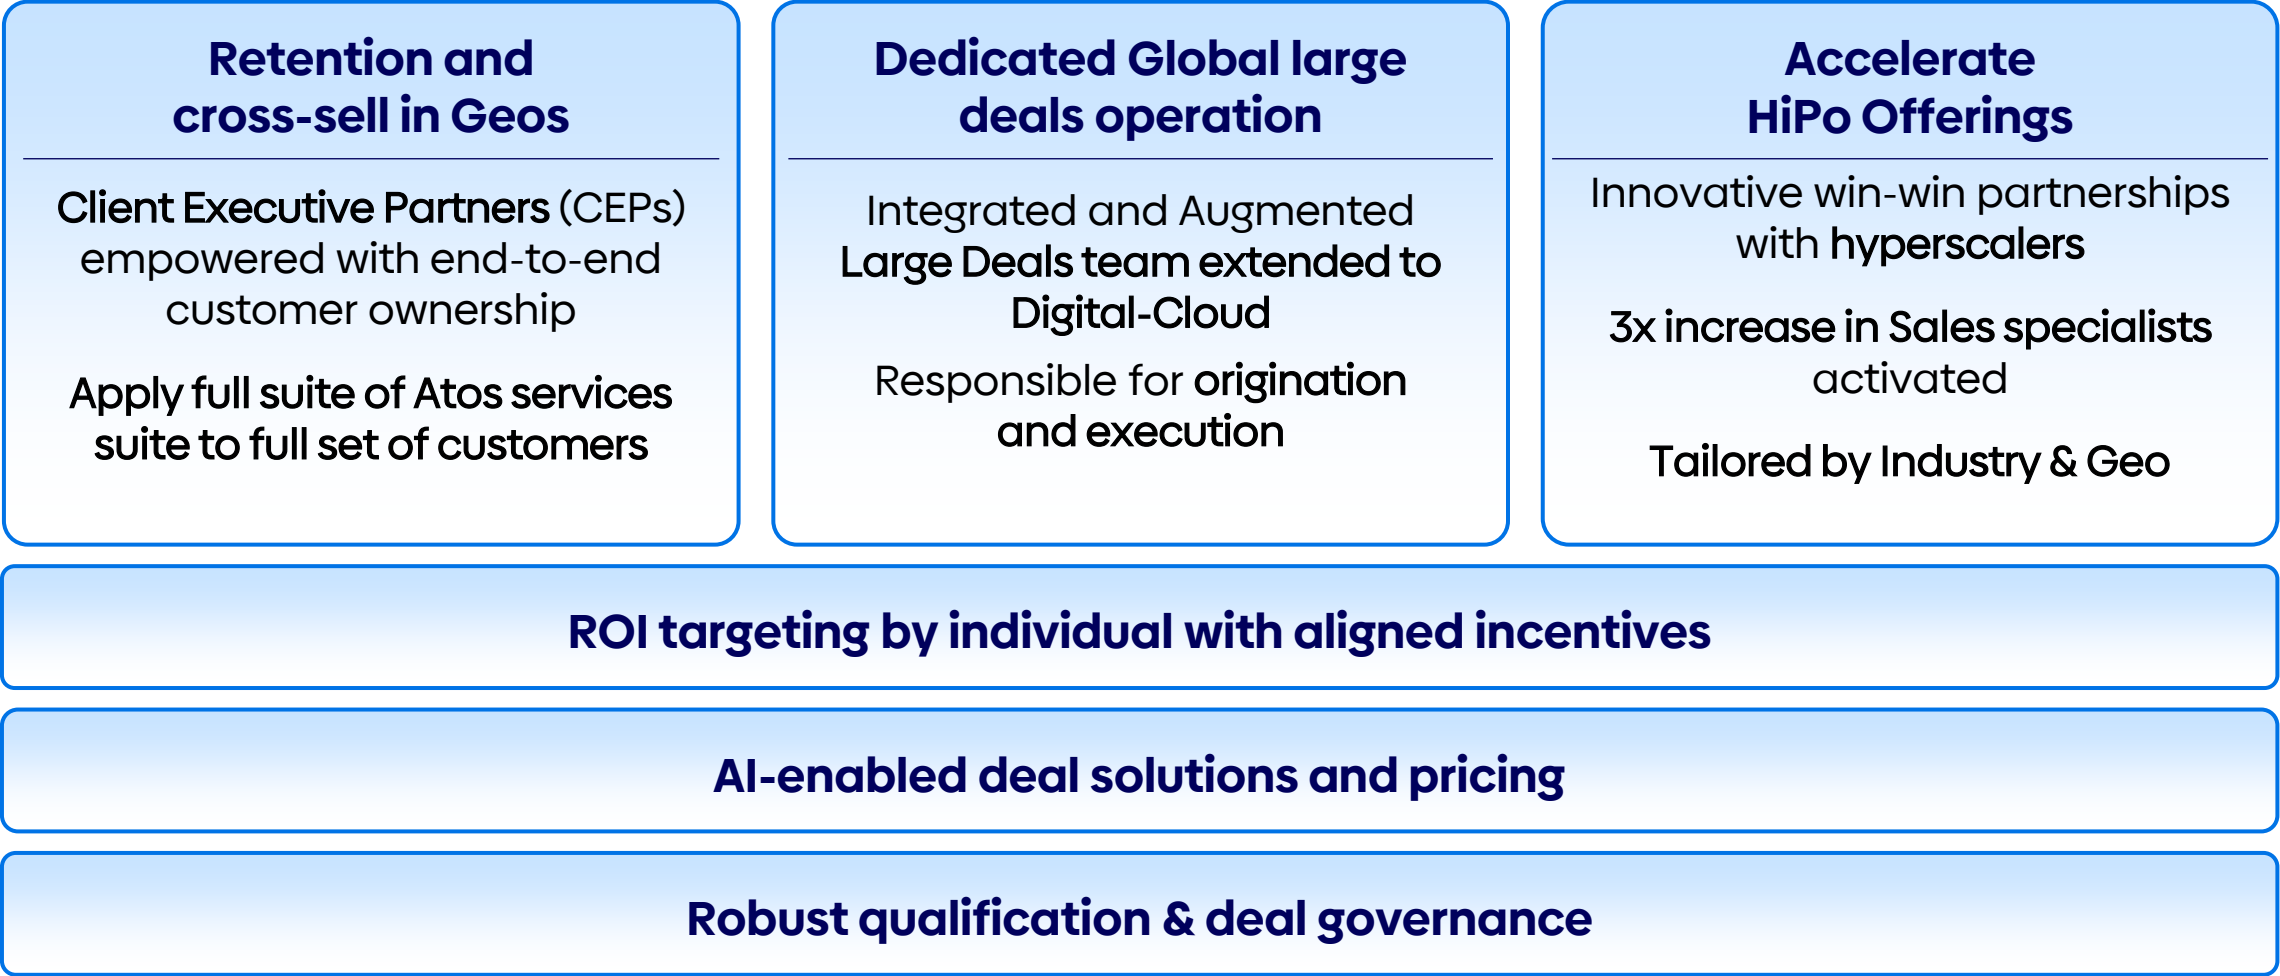 Retention and
cross-sell in Geos
Client Executive Partners (CEPs)
empowered with end-to-end
customer ownership
Apply full suite of Atos services
suite to full set of customers
Dedicated Global large
deals operation
Integrated and Augmented
Large Deals team extended to
Digital-Cloud
Responsible for origination
and execution
Accelerate
HiPo Offerings
Innovative win-win partnerships
with hyperscalers
3x increase in Sales specialists
activated
Tailored by Industry & Geo
ROI targeting by individual with aligned incentives
AI-enabled deal solutions and pricing
Robust qualification & deal governance